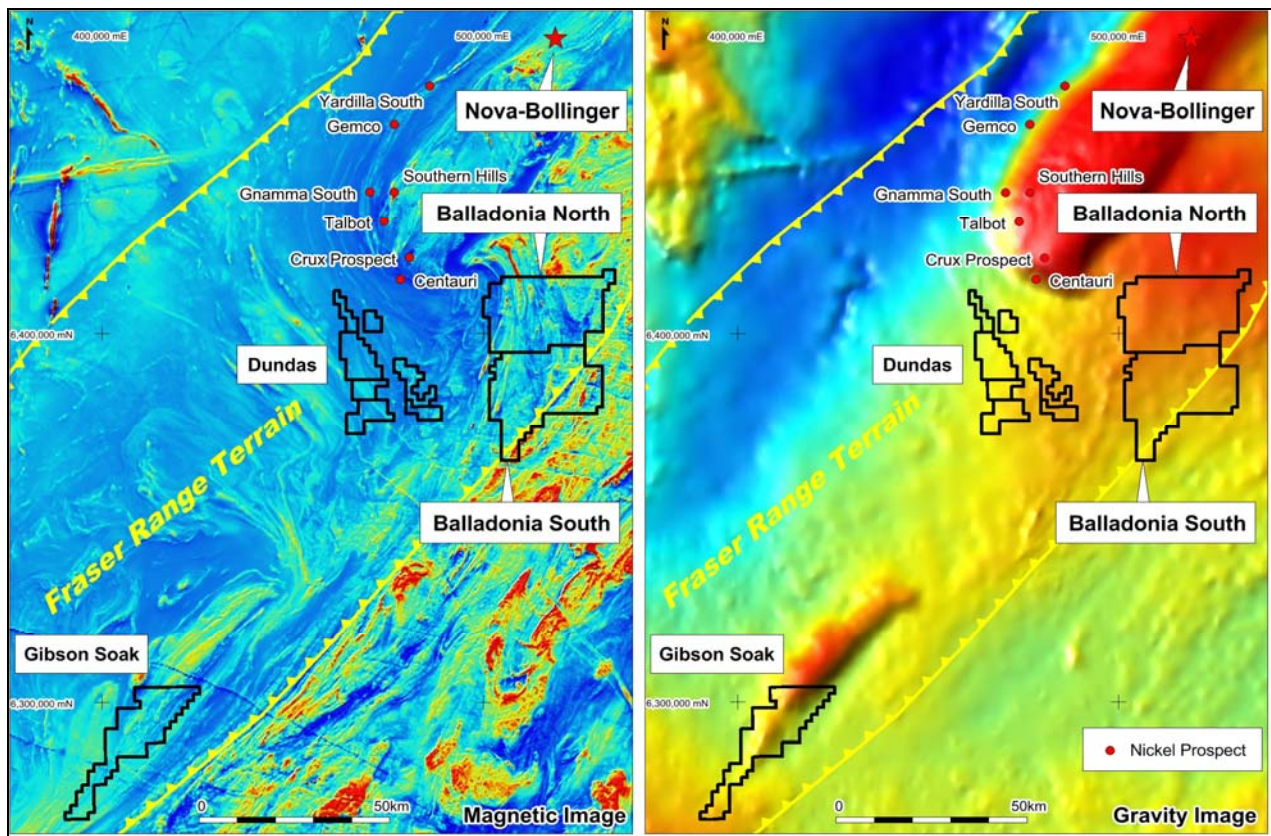 N
400,000 mE
500,000 mE
Yardilla South
Nova-Bollinger
Gemco
Gnamma South
Southern Hills
Talbot
Balladonia North
Crux Prospect
Centauri
6,400,000 mN
Dundas
Fraser Range Terrain
Balladonia South
Gibson Soak
6,300,000 mN
0
50km
Magnetic Image
N
400,000 mE
500,000 mE
Yardilla South
Nova-Bollinger
Gemco
Gnamma South
Southern Hills
Talbot
Balladonia North
Crux Prospect
Centauri
6,400,000 mN
Dundas
Fraser Range Terrain
Balladonia South
Gibson Soak
6,300,000 mN
Nickel Prospect
0
50km
Gravity Image